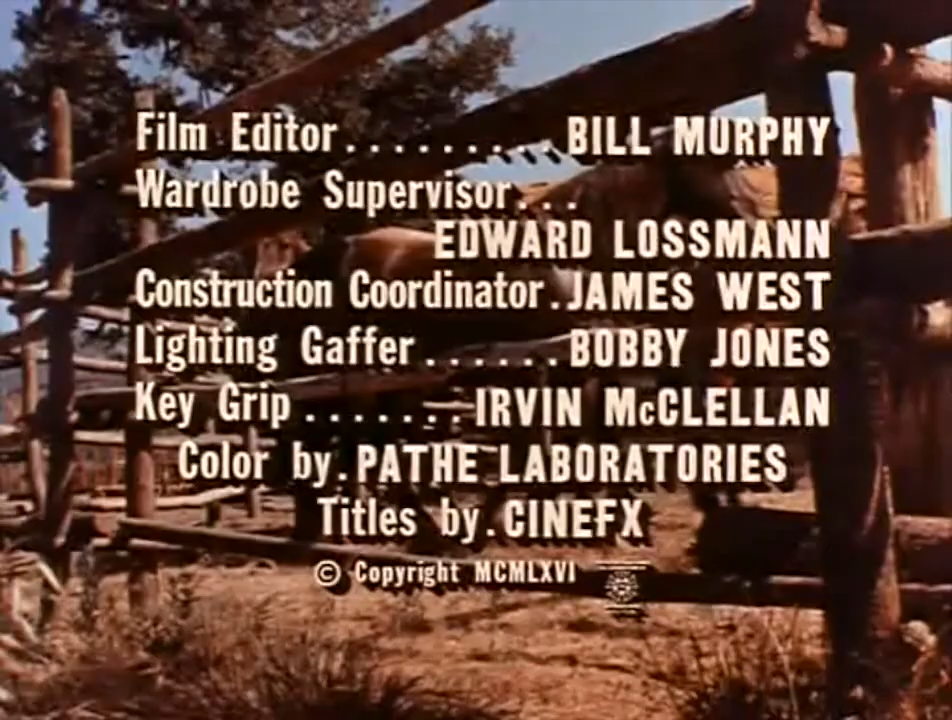 Film Editor.........BILL MURPHY
Wardrobe Supervisor...
EDWARD LOSSMANN
Construction Coordinator.JAMES WEST
Lighting Gaffer......BOBBY JONES
Key Grip.......IRVIN McCLELLAN
Color by.PATHE LABORATORIES
Titles by.CINEFX
© Copyright MCMLXVI